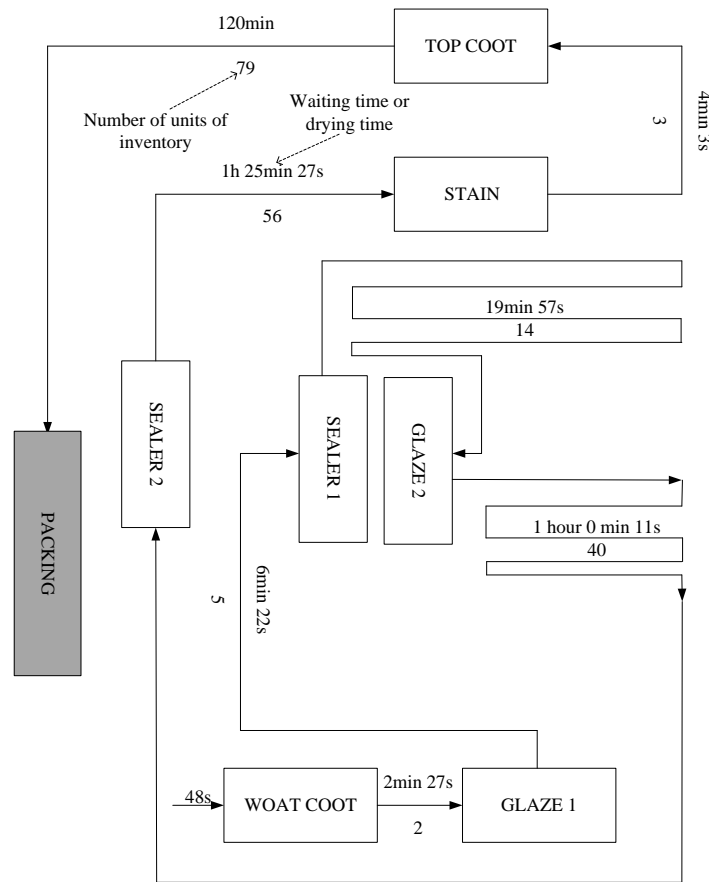 120min
TOP COOT
79
Number of units of
inventory
Waiting time or
drying time
4min 3s
3
1h 25min 27s
STAIN
56
19min 57s
14
SEALER 2
SEALER 1
GLAZE 2
PACKING
1 hour 0 min 11s
40
6min 22s
5
48s
WOAT COOT
2min 27s
2
GLAZE 1